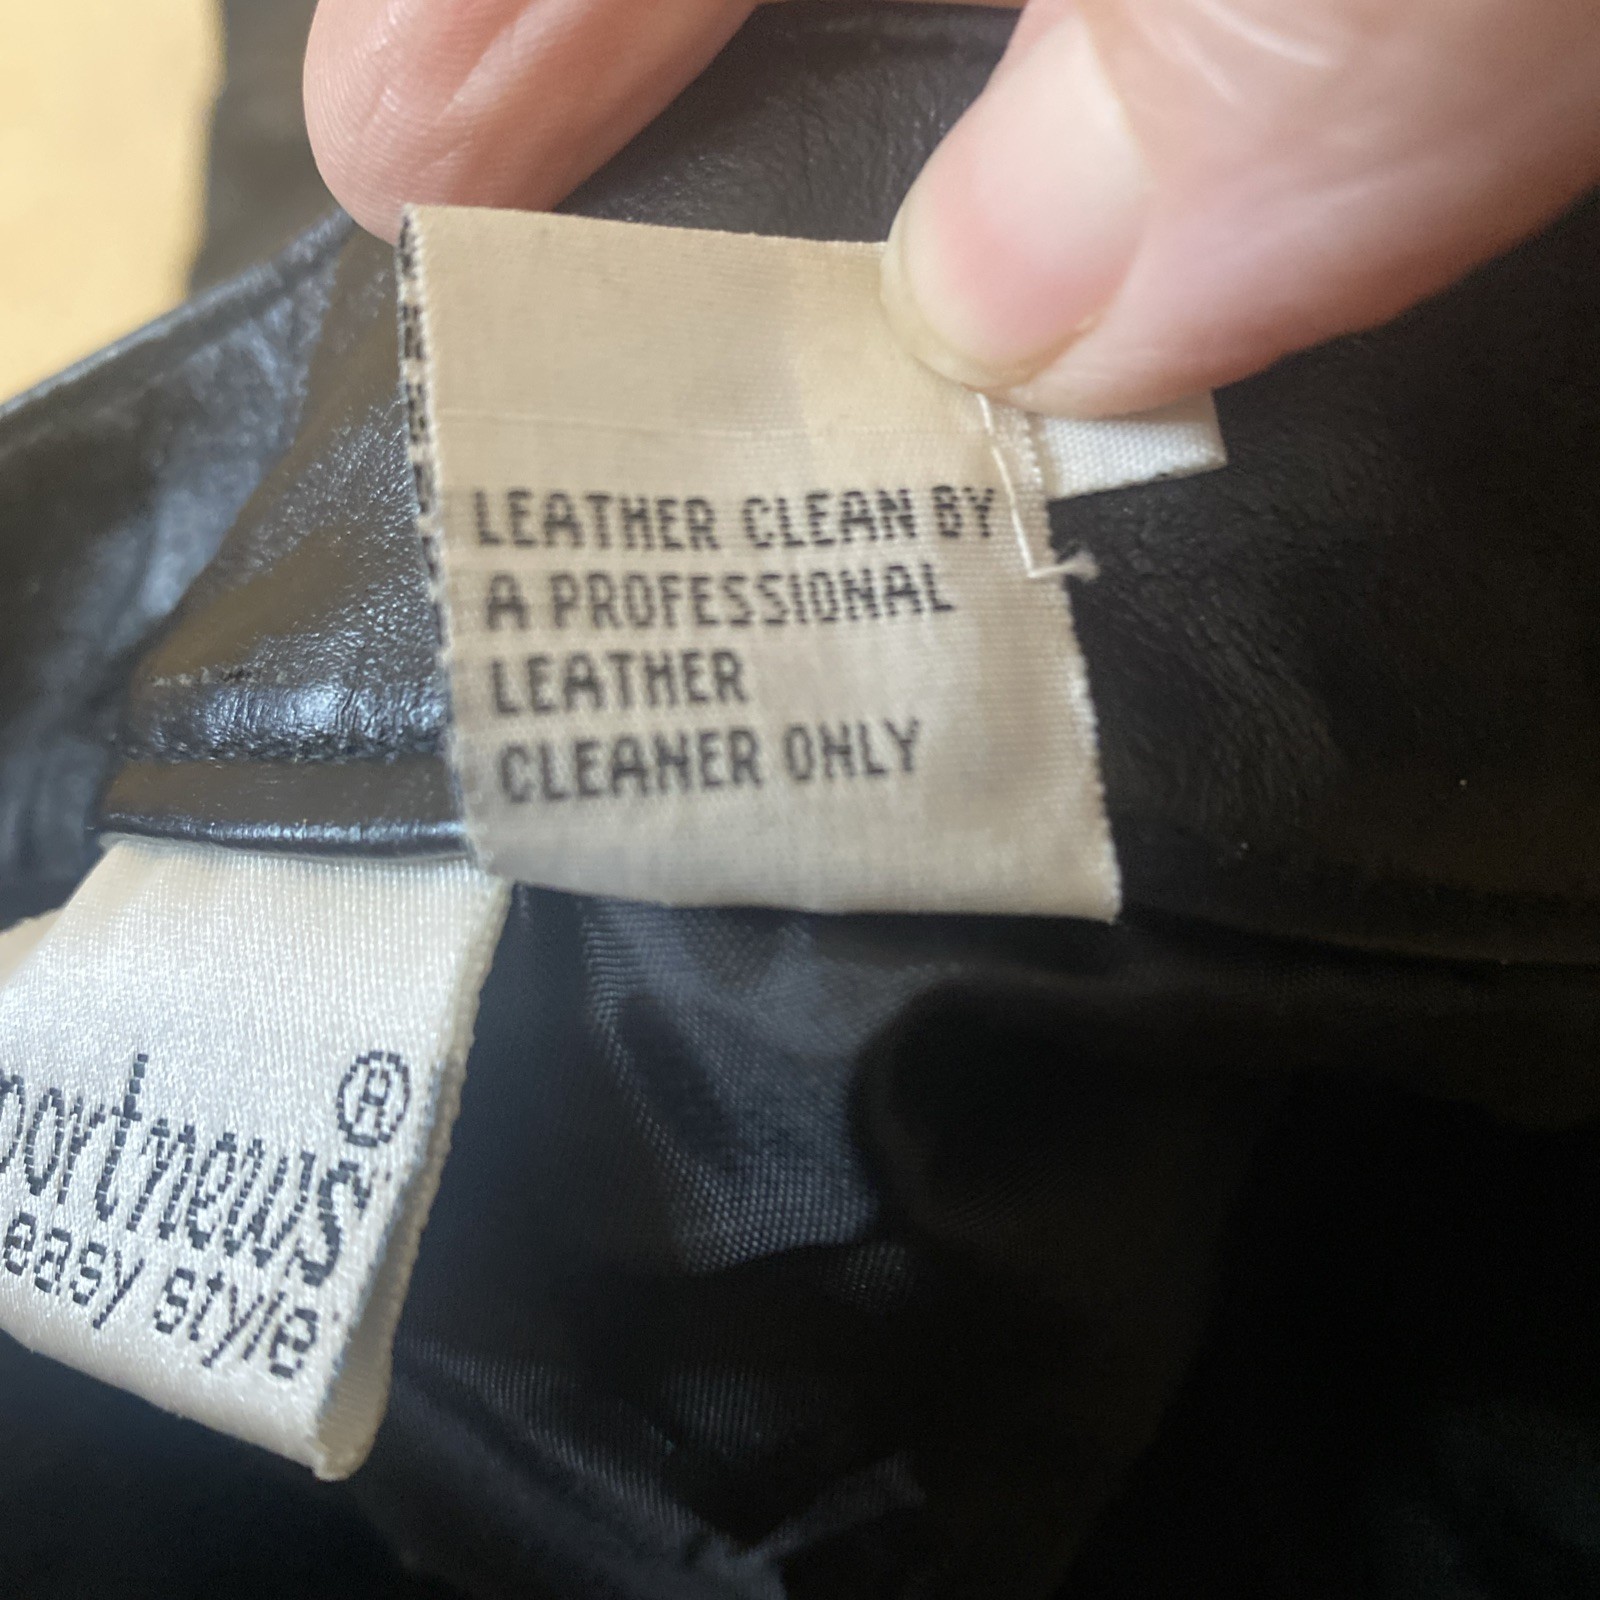 LEATHER CLEAN BY
A PROFESSIONAL
LEATHER
CLEANER ONLY
portnews®
easy style